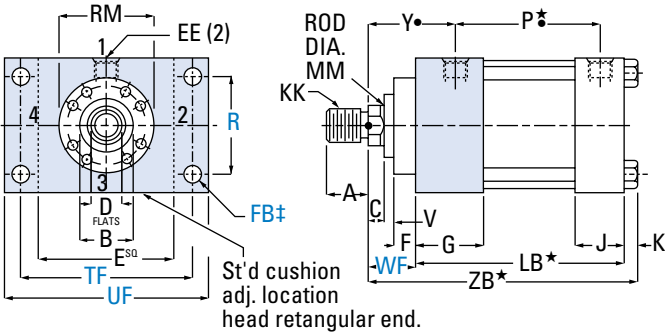 RM
EE (2)
1
4
2
R
3
D
FLATS
B
FB‡
E SQ
TF
UF
St'd cushion
adj. location
head retangular end.
ROD
DIA.
MM
Y•
P★•
KK
A
C
V
F
G
J
K
WF
LB★
ZB★